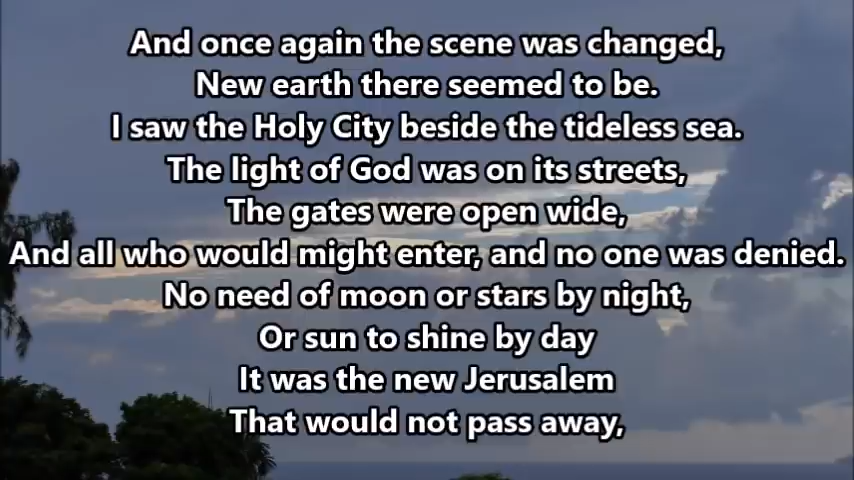 And once again the scene was changed,
New earth there seemed to be.
I saw the Holy City beside the tideless sea.
The light of God was on its streets,
The gates were open wide,
And all who would might enter, and no one was denied.
No need of moon or stars by night,
Or sun to shine by day
It was the new Jerusalem
That would not pass away,